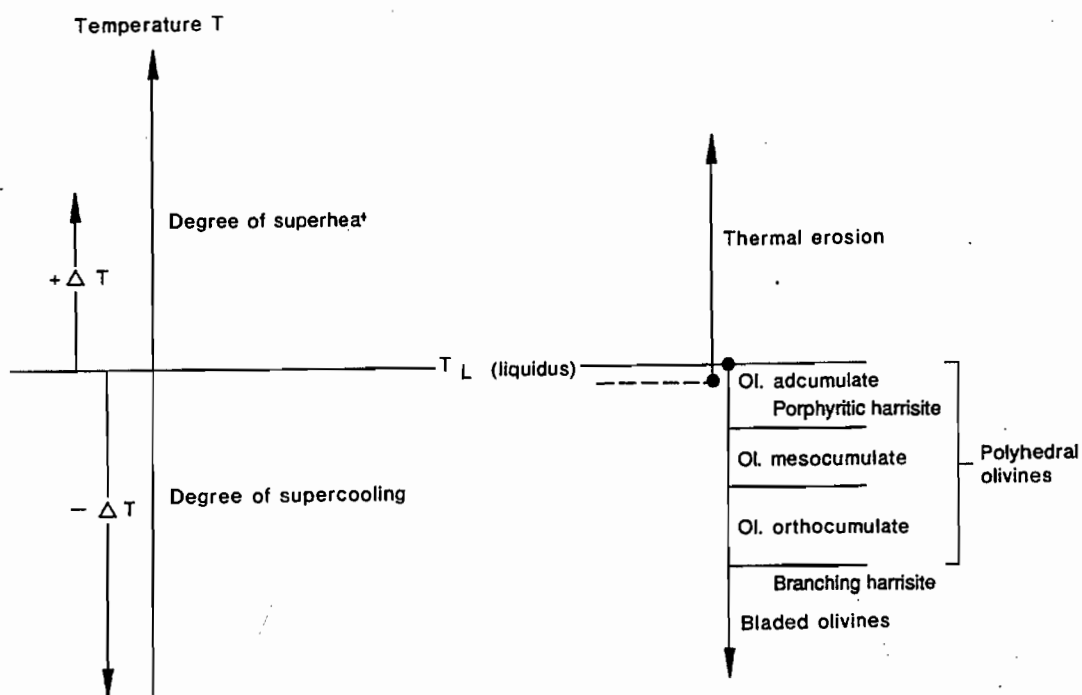 Temperature T
Degree of superheat
+ Δ T
Thermal erosion
T L (liquidus)
Ol. adcumulate
Porphyritic harrisite
Ol. mesocumulate
Polyhedral
olivines
Degree of supercooling
− Δ T
Ol. orthocumulate
Branching harrisite
Bladed olivines